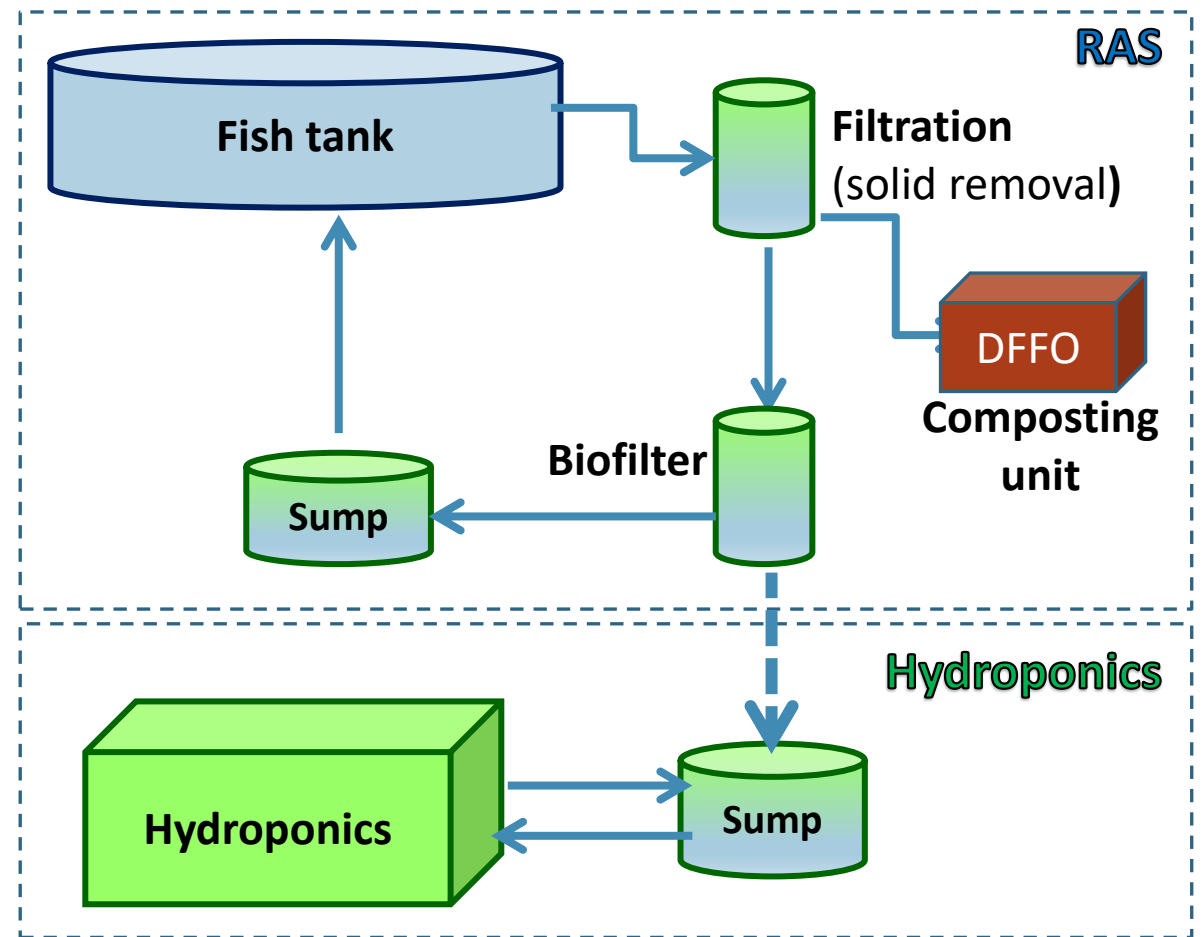 RAS
Fish tank
Filtration
(solid removal)
DFFO
Composting
unit
Biofilter
Sump
Hydroponics
Hydroponics
Sump